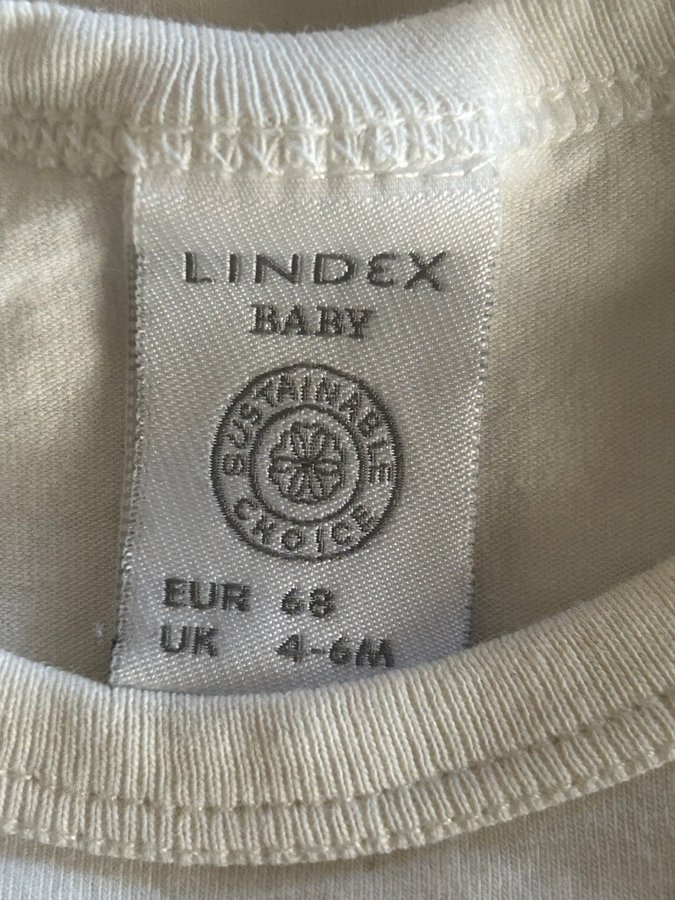 LINDEX
BABY
SUSTAINABLE
CHOICE
EUR 68
UK 4-6M